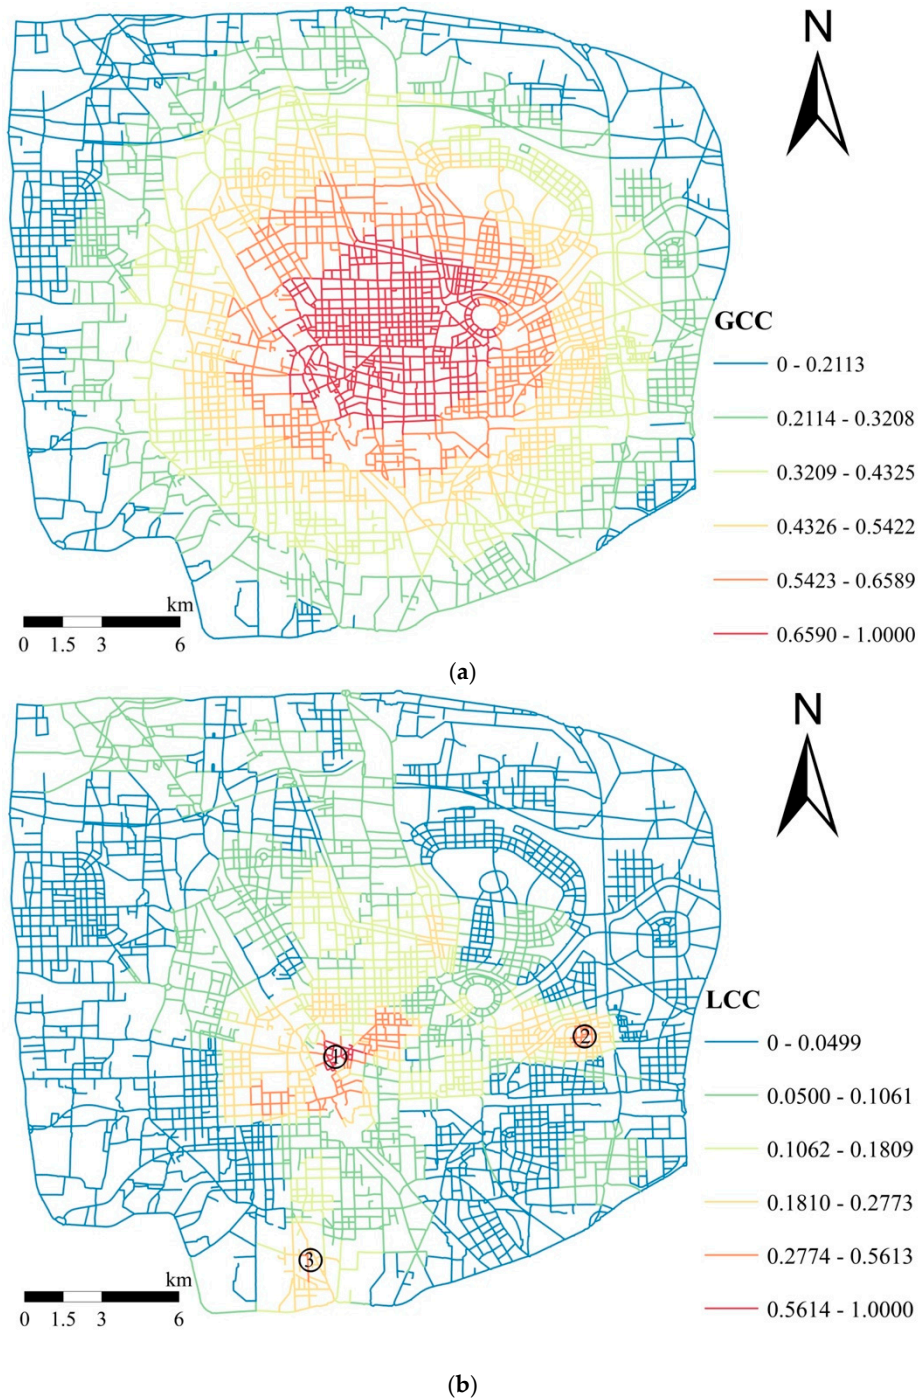 N
GCC
0 - 0.2113
0.2114 - 0.3208
0.3209 - 0.4325
0.4326 - 0.5422
0.5423 - 0.6589
0.6590 - 1.0000
km
0 1.5 3 6
(a)
N
LCC
0 - 0.0499
0.0500 - 0.1061
0.1062 - 0.1809
0.1810 - 0.2773
0.2774 - 0.5613
0.5614 - 1.0000
1
2
3
km
0 1.5 3 6
(b)